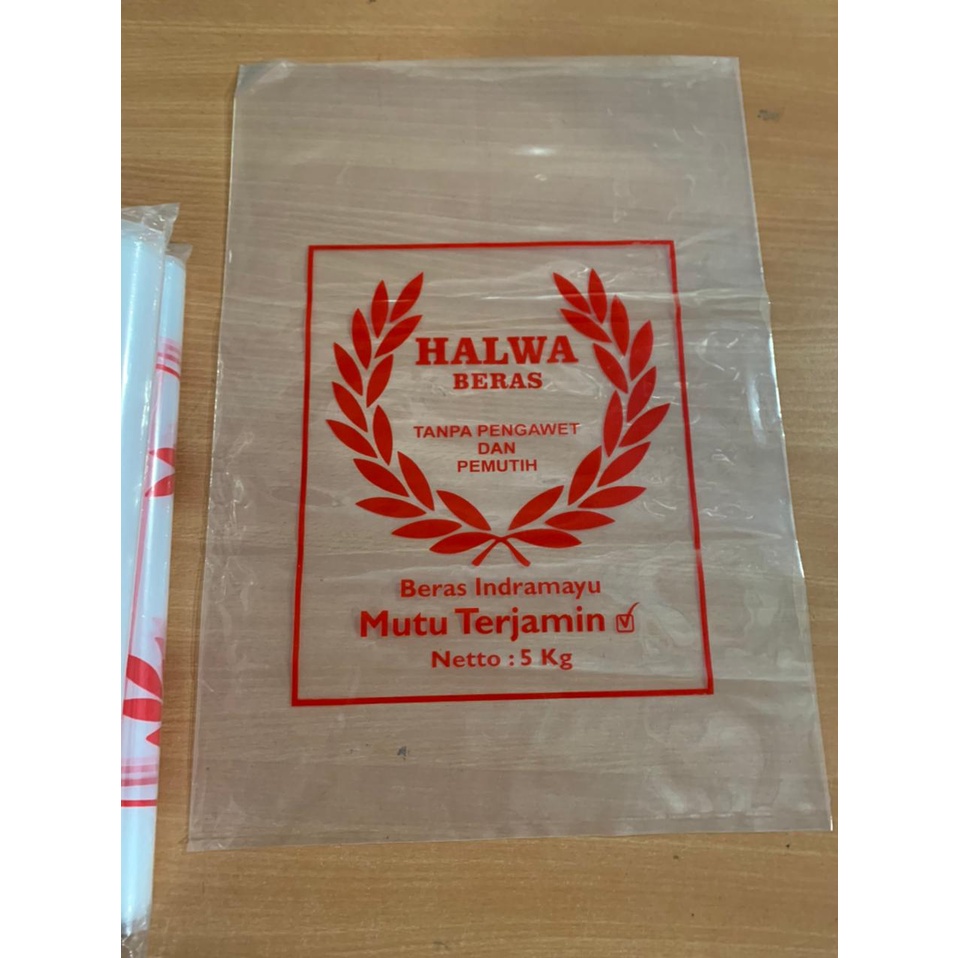 HALWA
BERAS
TANPA PENGAWET
DAN
PEMUTIH
Beras Indramayu
Mutu Terjamin
Netto : 5 Kg